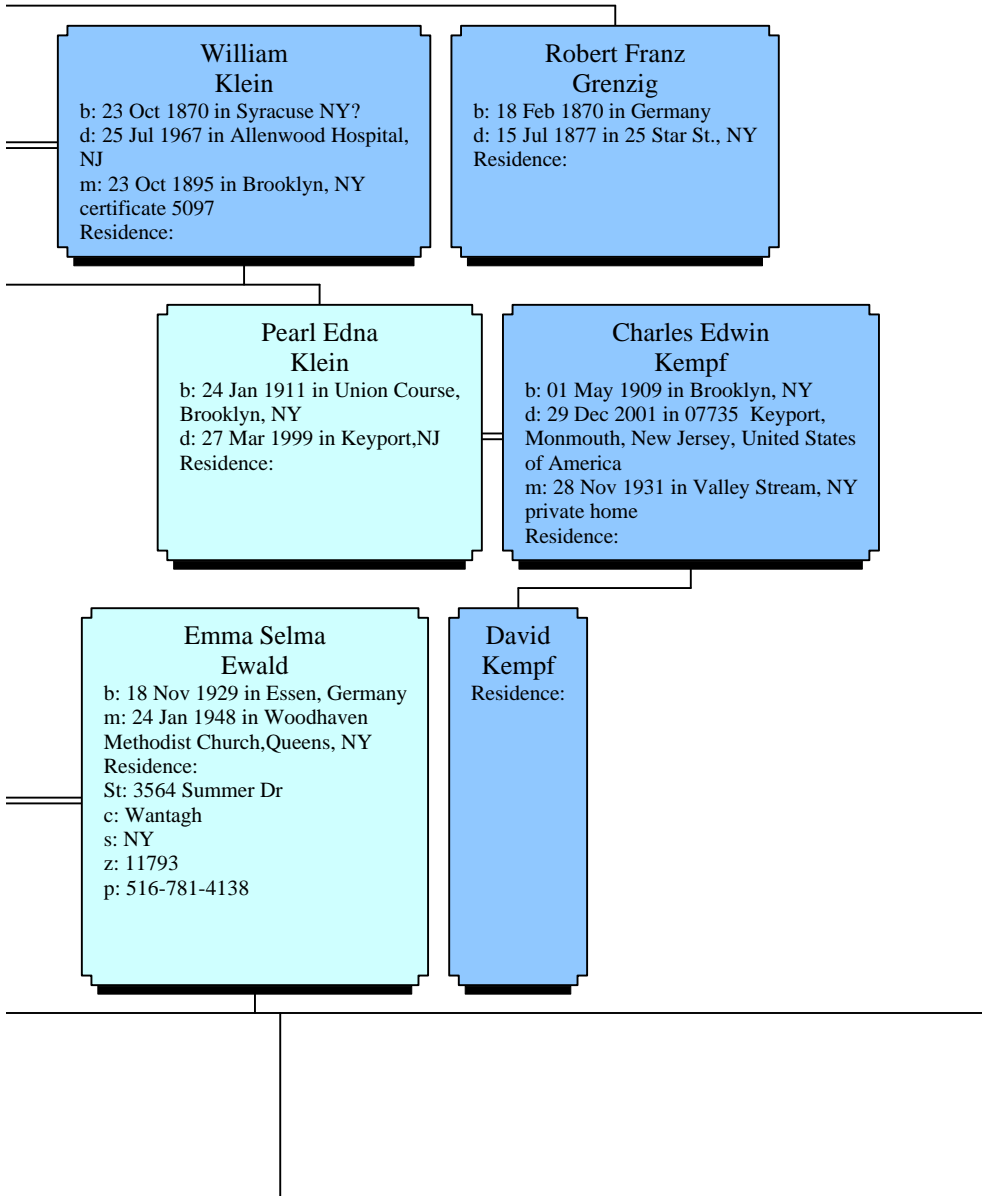 William
Klein
b: 23 Oct 1870 in Syracuse NY?
d: 25 Jul 1967 in Allenwood Hospital,
NJ
m: 23 Oct 1895 in Brooklyn, NY
certificate 5097
Residence:
Robert Franz
Grenzig
b: 18 Feb 1870 in Germany
d: 15 Jul 1877 in 25 Star St., NY
Residence:
Pearl Edna
Klein
b: 24 Jan 1911 in Union Course,
Brooklyn, NY
d: 27 Mar 1999 in Keyport,NJ
Residence:
Charles Edwin
Kempf
b: 01 May 1909 in Brooklyn, NY
d: 29 Dec 2001 in 07735  Keyport,
Monmouth, New Jersey, United States
of America
m: 28 Nov 1931 in Valley Stream, NY
private home
Residence:
Emma Selma
Ewald
b: 18 Nov 1929 in Essen, Germany
m: 24 Jan 1948 in Woodhaven
Methodist Church,Queens, NY
Residence:
St: 3564 Summer Dr
c: Wantagh
s: NY
z: 11793
p: 516-781-4138
David
Kempf
Residence: